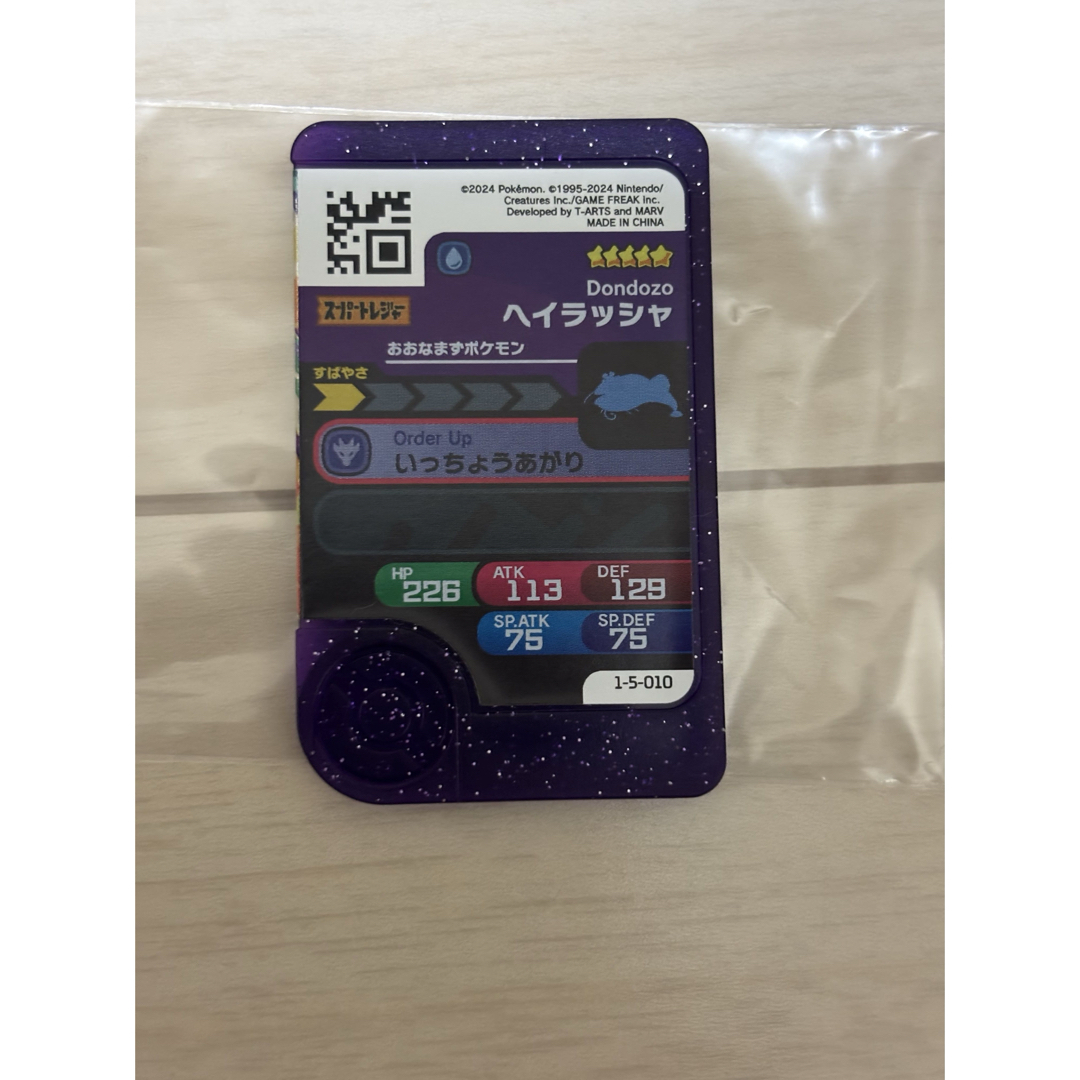 ©2024 Pokémon. ©1995-2024 Nintendo/
Creatures Inc./GAME FREAK Inc.
Developed by T-ARTS and MARV
MADE IN CHINA
スーパートレジャー
Dondozo
ヘイラッシャ
おおなまずポケモン
すばやさ
Order Up
いっちょうあがり
HP 226
ATK 113
DEF 129
SP.ATK 75
SP.DEF 75
1-5-010